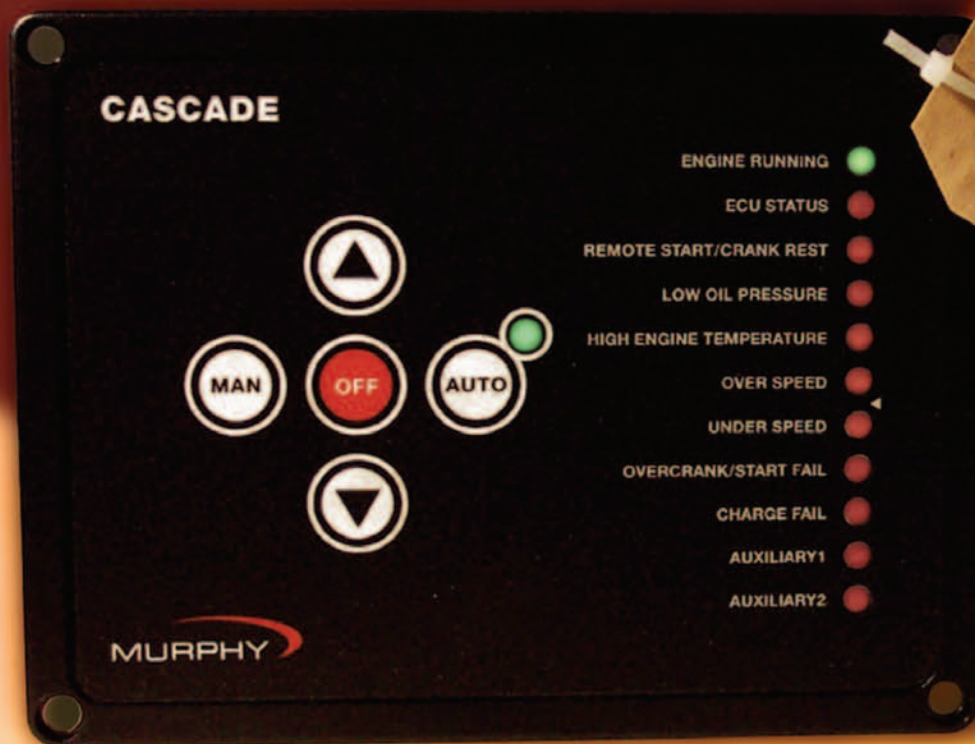 CASCADE
ENGINE RUNNING
ECU STATUS
REMOTE START/CRANK REST
LOW OIL PRESSURE
HIGH ENGINE TEMPERATURE
OVER SPEED
UNDER SPEED
OVERCRANK/START FAIL
CHARGE FAIL
AUXILIARY1
AUXILIARY2
MAN
OFF
AUTO
MURPHY